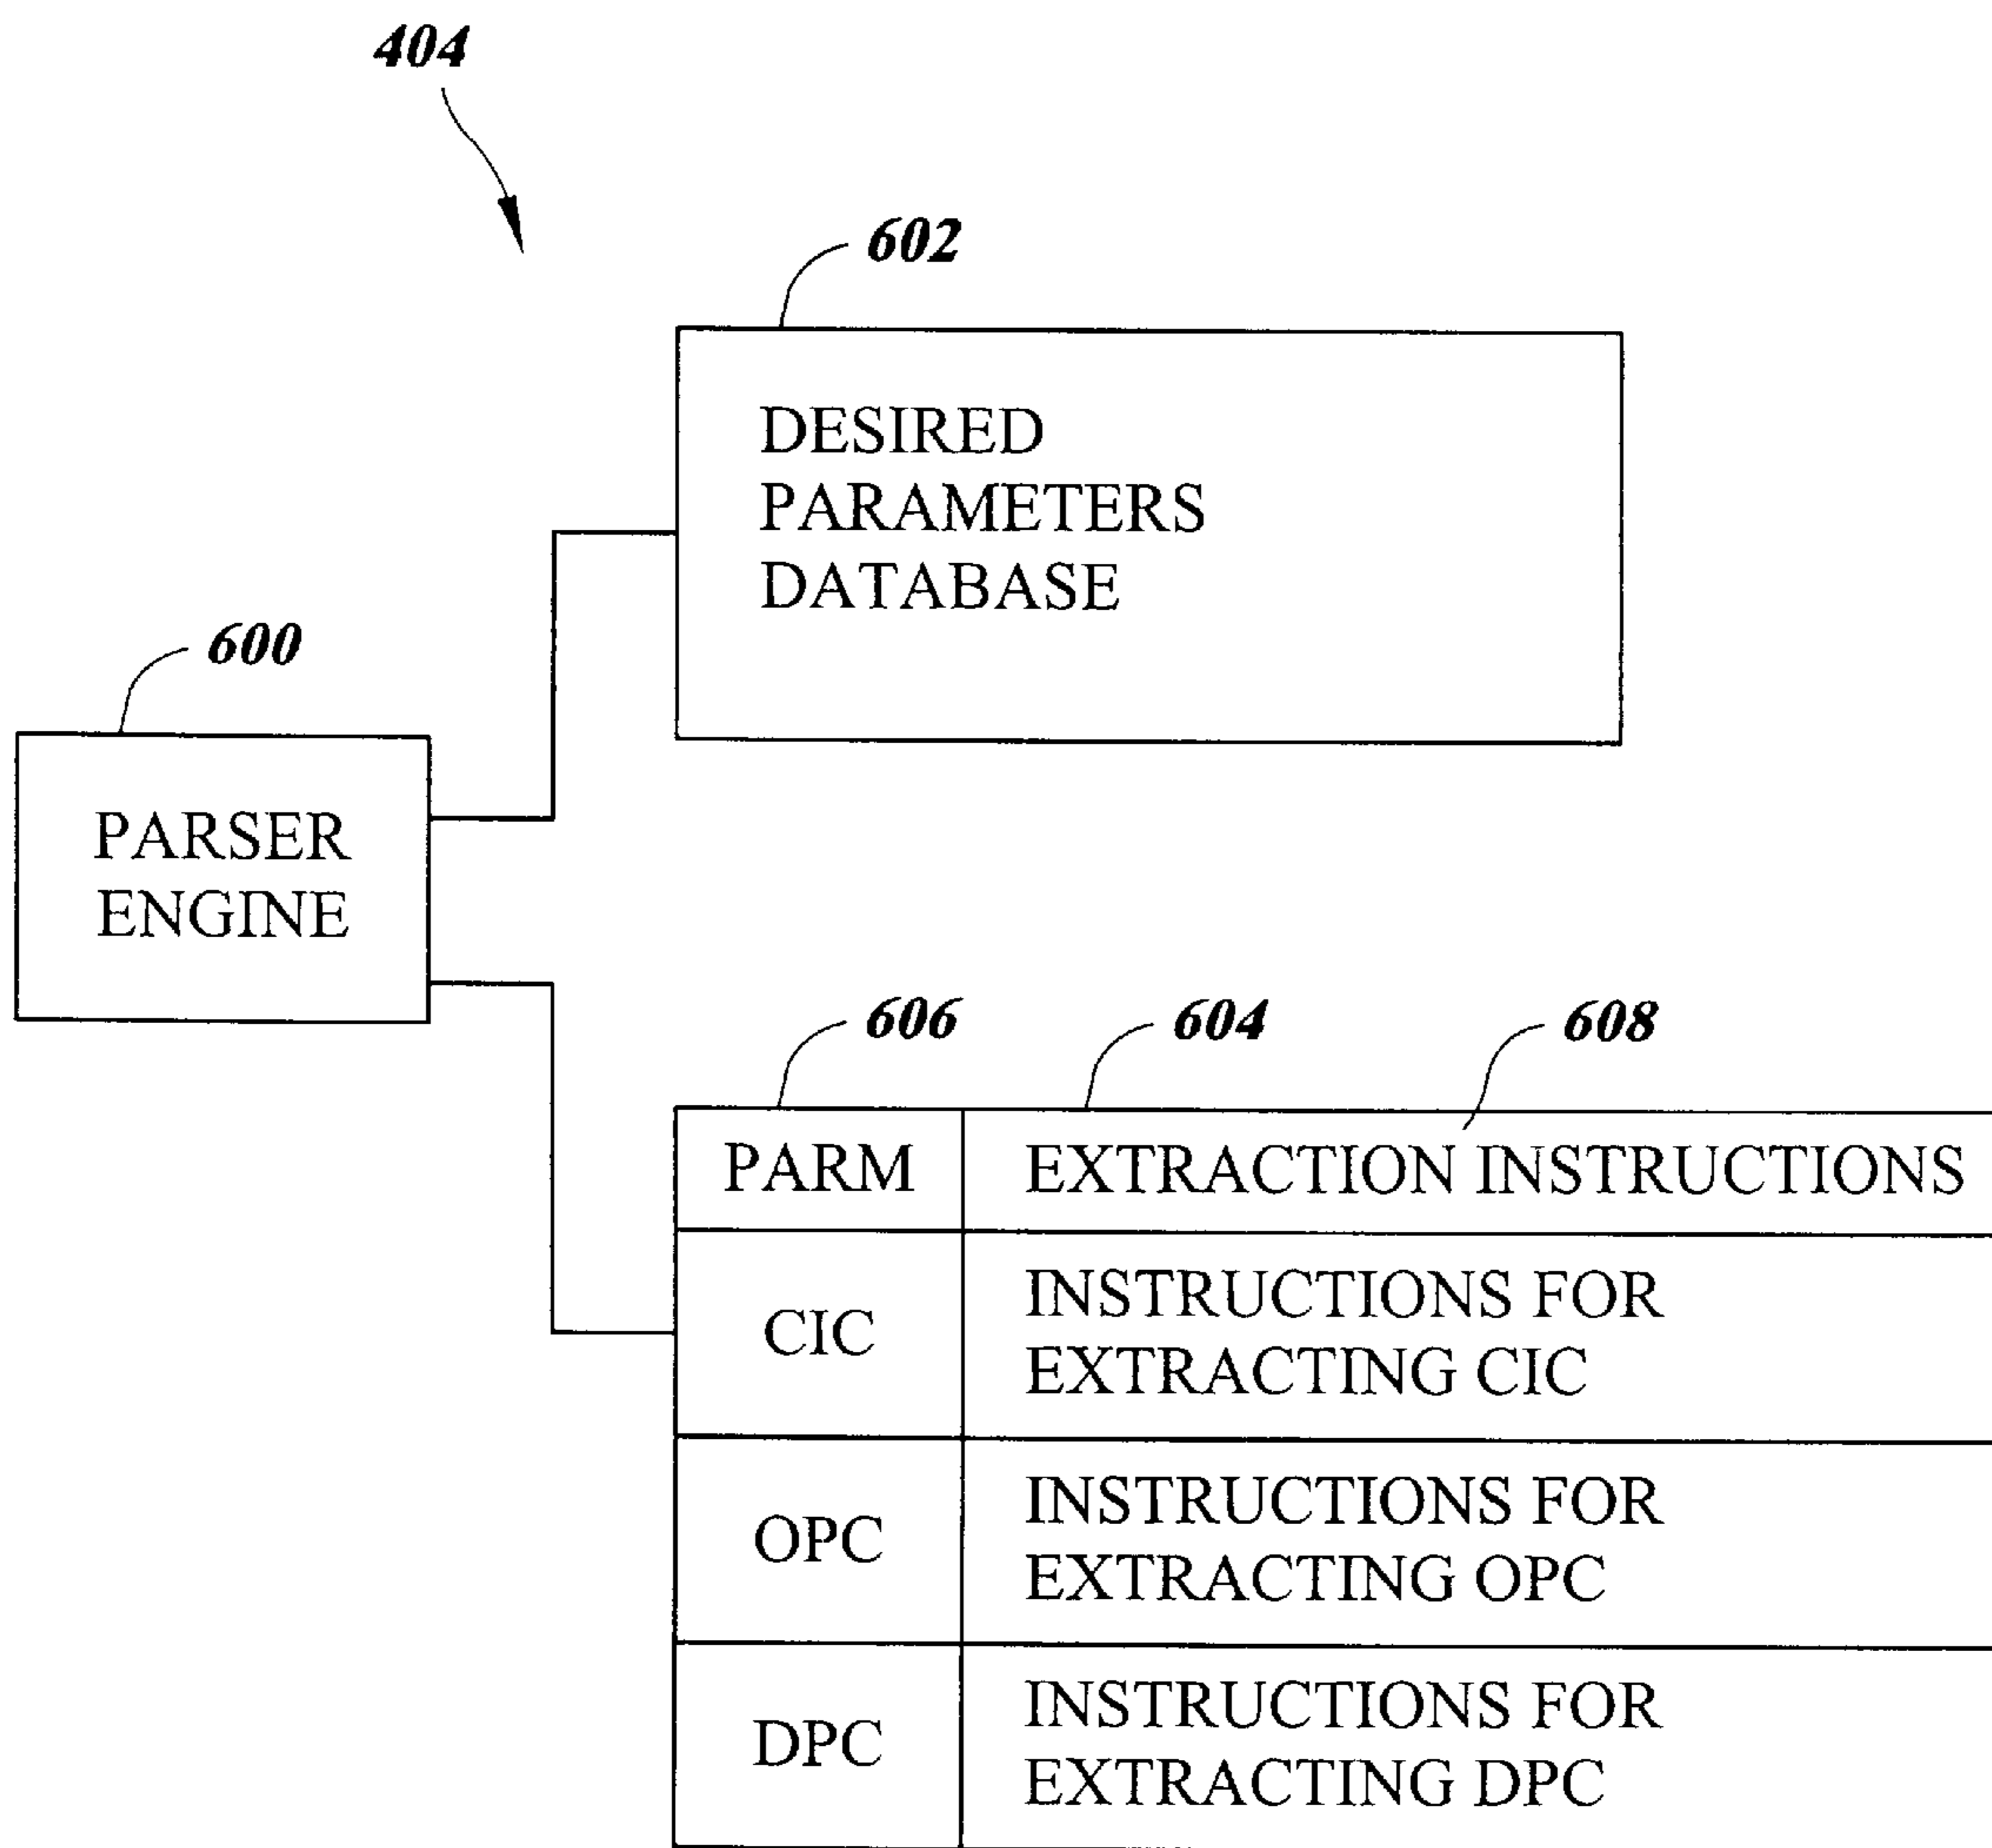 404
602
DESIRED
PARAMETERS
DATABASE
600
PARSER
ENGINE
606
604
608
PARM
EXTRACTION INSTRUCTIONS
CIC
INSTRUCTIONS FOR
EXTRACTING CIC
OPC
INSTRUCTIONS FOR
EXTRACTING OPC
DPC
INSTRUCTIONS FOR
EXTRACTING DPC